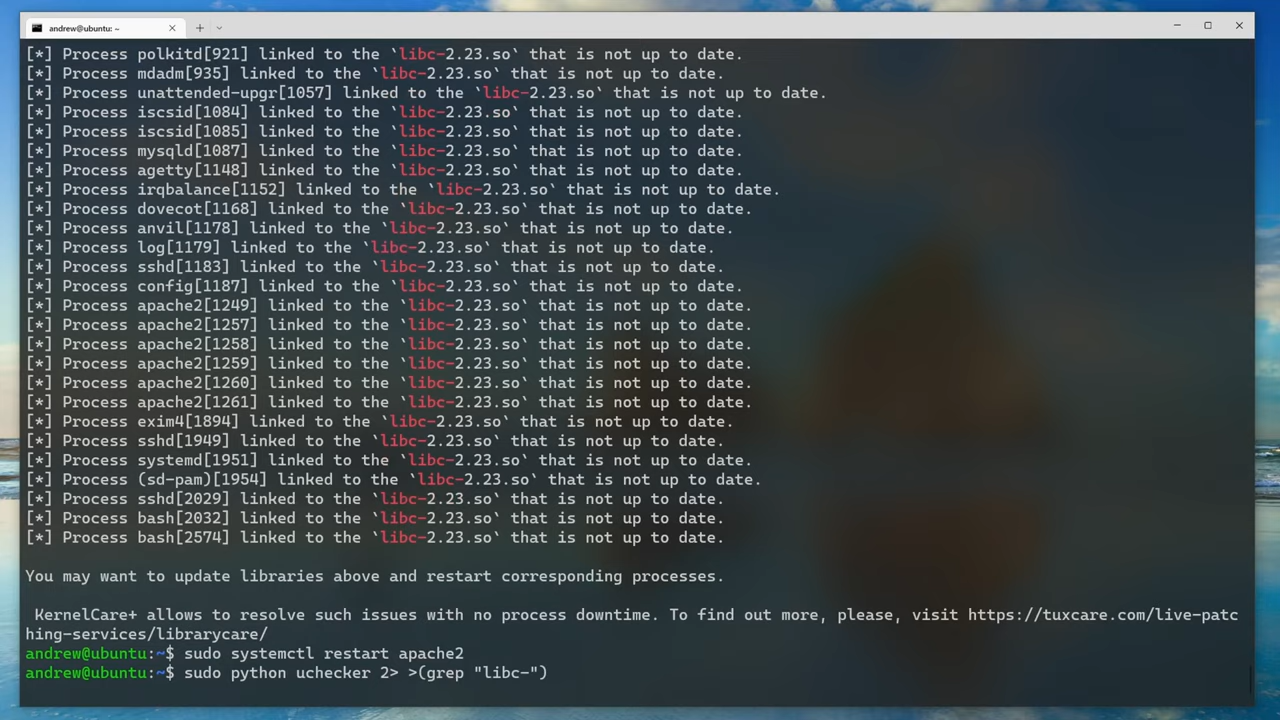 andrew@ubuntu: ~
[*] Process polkitd[921] linked to the `libc-2.23.so` that is not up to date.
[*] Process mdadm[935] linked to the `libc-2.23.so` that is not up to date.
[*] Process unattended-upgr[1057] linked to the `libc-2.23.so` that is not up to date.
[*] Process iscsid[1084] linked to the `libc-2.23.so` that is not up to date.
[*] Process iscsid[1085] linked to the `libc-2.23.so` that is not up to date.
[*] Process mysqld[1087] linked to the `libc-2.23.so` that is not up to date.
[*] Process agetty[1148] linked to the `libc-2.23.so` that is not up to date.
[*] Process irqbalance[1152] linked to the `libc-2.23.so` that is not up to date.
[*] Process dovecot[1168] linked to the `libc-2.23.so` that is not up to date.
[*] Process anvil[1178] linked to the `libc-2.23.so` that is not up to date.
[*] Process log[1179] linked to the `libc-2.23.so` that is not up to date.
[*] Process sshd[1183] linked to the `libc-2.23.so` that is not up to date.
[*] Process config[1187] linked to the `libc-2.23.so` that is not up to date.
[*] Process apache2[1249] linked to the `libc-2.23.so` that is not up to date.
[*] Process apache2[1257] linked to the `libc-2.23.so` that is not up to date.
[*] Process apache2[1258] linked to the `libc-2.23.so` that is not up to date.
[*] Process apache2[1259] linked to the `libc-2.23.so` that is not up to date.
[*] Process apache2[1260] linked to the `libc-2.23.so` that is not up to date.
[*] Process apache2[1261] linked to the `libc-2.23.so` that is not up to date.
[*] Process exim4[1894] linked to the `libc-2.23.so` that is not up to date.
[*] Process sshd[1949] linked to the `libc-2.23.so` that is not up to date.
[*] Process systemd[1951] linked to the `libc-2.23.so` that is not up to date.
[*] Process (sd-pam)[1954] linked to the `libc-2.23.so` that is not up to date.
[*] Process sshd[2029] linked to the `libc-2.23.so` that is not up to date.
[*] Process bash[2032] linked to the `libc-2.23.so` that is not up to date.
[*] Process bash[2574] linked to the `libc-2.23.so` that is not up to date.
You may want to update libraries above and restart corresponding processes.
KernelCare+ allows to resolve such issues with no process downtime. To find out more, please, visit https://tuxcare.com/live-patc
hing-services/librarycare/
andrew@ubuntu:~$ sudo systemctl restart apache2
andrew@ubuntu:~$ sudo python uchecker 2> >(grep "libc-")